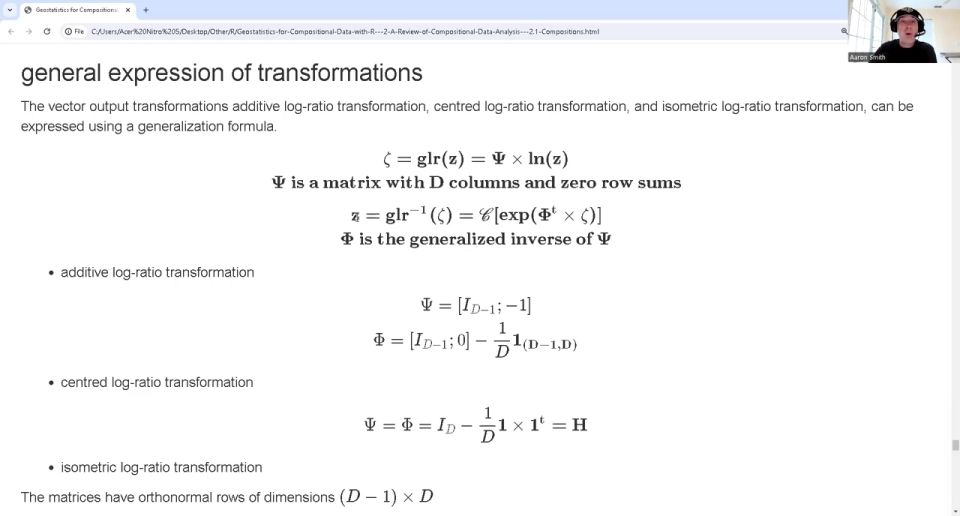 Geostatistics for Compositional
File C:/Users/Acer%20Nitro%205/Desktop/Other/R/Geostatistics-for-Compositional-Data-with-R---2-A-Review-of-Compositional-Data-Analysis---2.1-Compositions.html
Aaron Smith
general expression of transformations
The vector output transformations additive log-ratio transformation, centred log-ratio transformation, and isometric log-ratio transformation, can be
expressed using a generalization formula.
ζ = glr(z) = Ψ × ln(z)
Ψ is a matrix with D columns and zero row sums
z = glr⁻¹(ζ) = 𝒞[exp(Φᵗ × ζ)]
Φ is the generalized inverse of Ψ
• additive log-ratio transformation
Ψ = [I_{D−1}; −1]
Φ = [I_{D−1}; 0] − \frac{1}{D} 1_{(D−1,D)}
• centred log-ratio transformation
Ψ = Φ = I_D − \frac{1}{D} 1 × 1ᵗ = H
• isometric log-ratio transformation
The matrices have orthonormal rows of dimensions (D − 1) × D